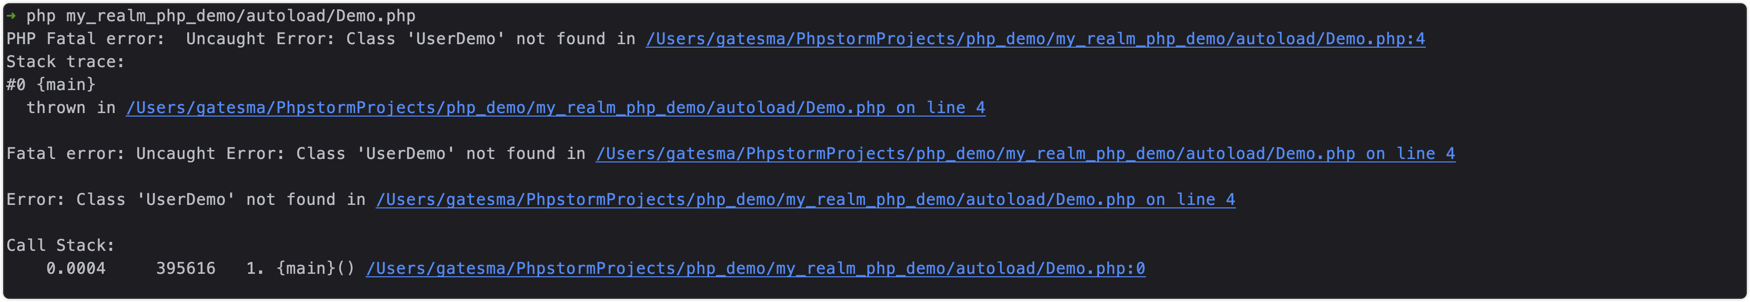 → php my_realm_php_demo/autoload/Demo.php
PHP Fatal error:  Uncaught Error: Class 'UserDemo' not found in /Users/gatesma/PhpstormProjects/php_demo/my_realm_php_demo/autoload/Demo.php:4
Stack trace:
#0 {main}
  thrown in /Users/gatesma/PhpstormProjects/php_demo/my_realm_php_demo/autoload/Demo.php on line 4
Fatal error: Uncaught Error: Class 'UserDemo' not found in /Users/gatesma/PhpstormProjects/php_demo/my_realm_php_demo/autoload/Demo.php on line 4
Error: Class 'UserDemo' not found in /Users/gatesma/PhpstormProjects/php_demo/my_realm_php_demo/autoload/Demo.php on line 4
Call Stack:
    0.0004     395616   1. {main}() /Users/gatesma/PhpstormProjects/php_demo/my_realm_php_demo/autoload/Demo.php:0